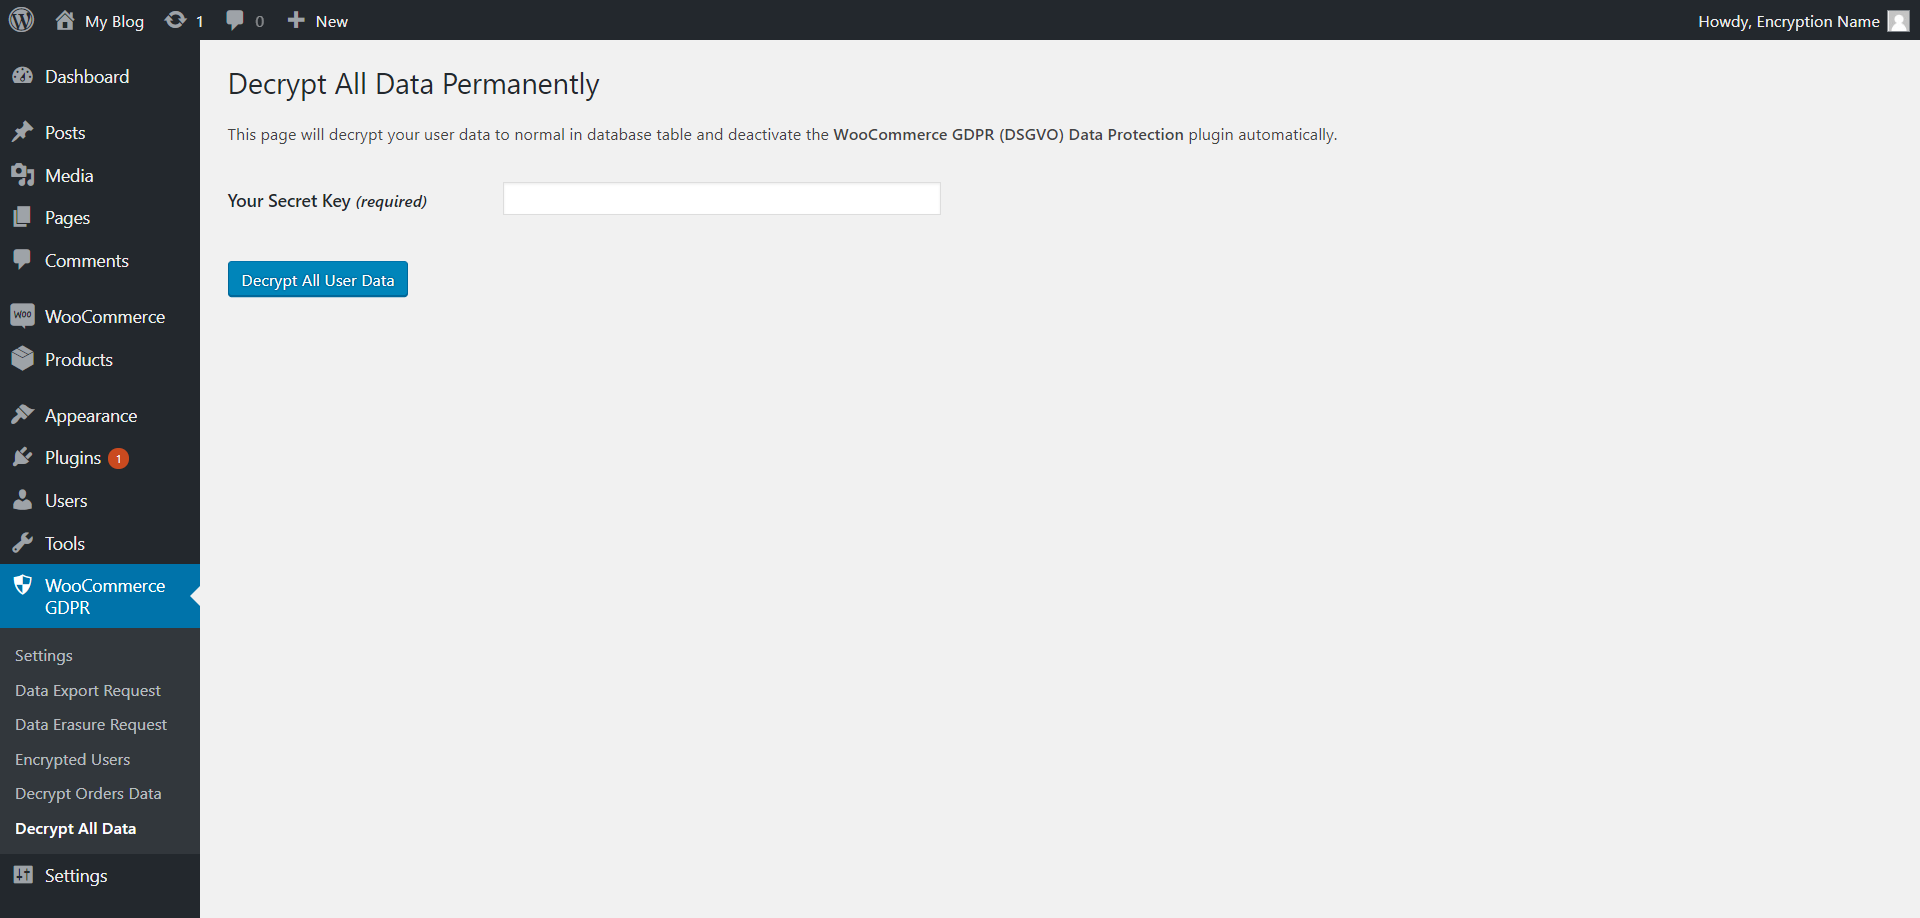 My Blog 1 0 New Howdy, Encryption Name
Dashboard
Posts
Media
Pages
Comments
woo WooCommerce
Products
Appearance
Plugins 1
Users
Tools
WooCommerce
GDPR
Settings
Data Export Request
Data Erasure Request
Encrypted Users
Decrypt Orders Data
Decrypt All Data
Settings
Decrypt All Data Permanently
This page will decrypt your user data to normal in database table and deactivate the WooCommerce GDPR (DSGVO) Data Protection plugin automatically.
Your Secret Key (required)
Decrypt All User Data